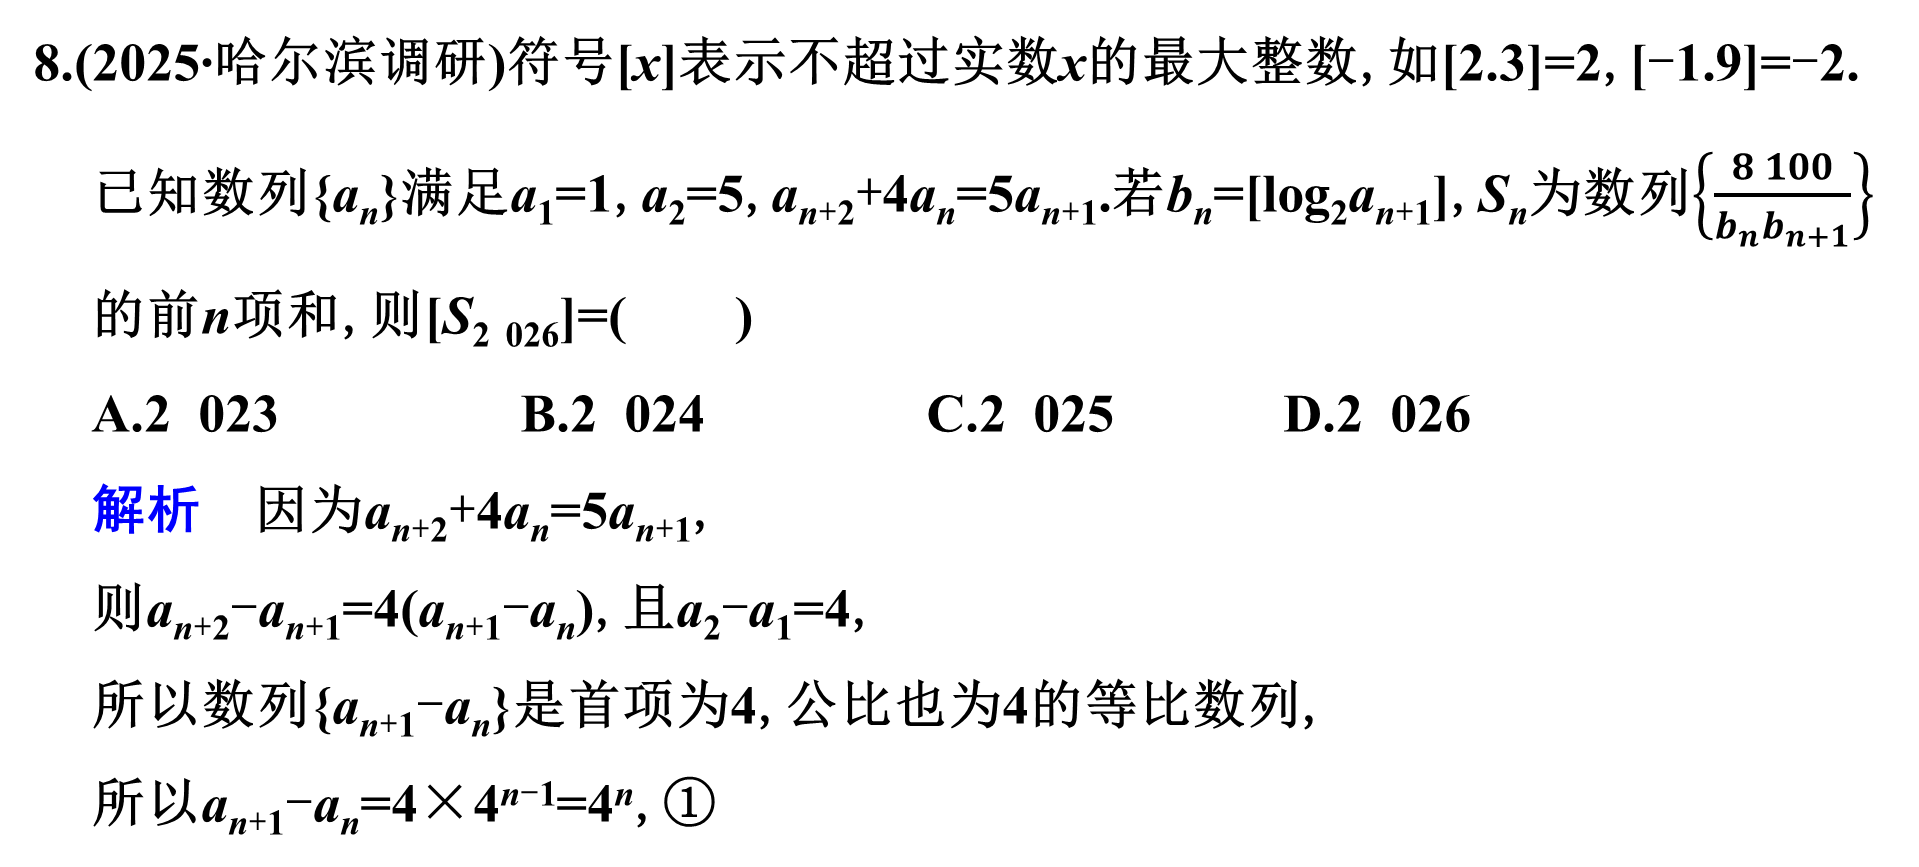 8.(2025·哈尔滨调研)符号[x]表示不超过实数x的最大整数, 如[2.3]=2, [−1.9]=−2.
已知数列{aₙ}满足a₁=1, a₂=5, aₙ₊₂+4aₙ=5aₙ₊₁.若bₙ=[log₂aₙ₊₁], Sₙ为数列{8 100/(bₙbₙ₊₁)}
的前n项和, 则[S₂ ₀₂₆]=(  )
A.2 023 B.2 024 C.2 025 D.2 026
解析 因为aₙ₊₂+4aₙ=5aₙ₊₁,
则aₙ₊₂−aₙ₊₁=4(aₙ₊₁−aₙ), 且a₂−a₁=4,
所以数列{aₙ₊₁−aₙ}是首项为4, 公比也为4的等比数列,
所以aₙ₊₁−aₙ=4×4ⁿ⁻¹=4ⁿ, ①